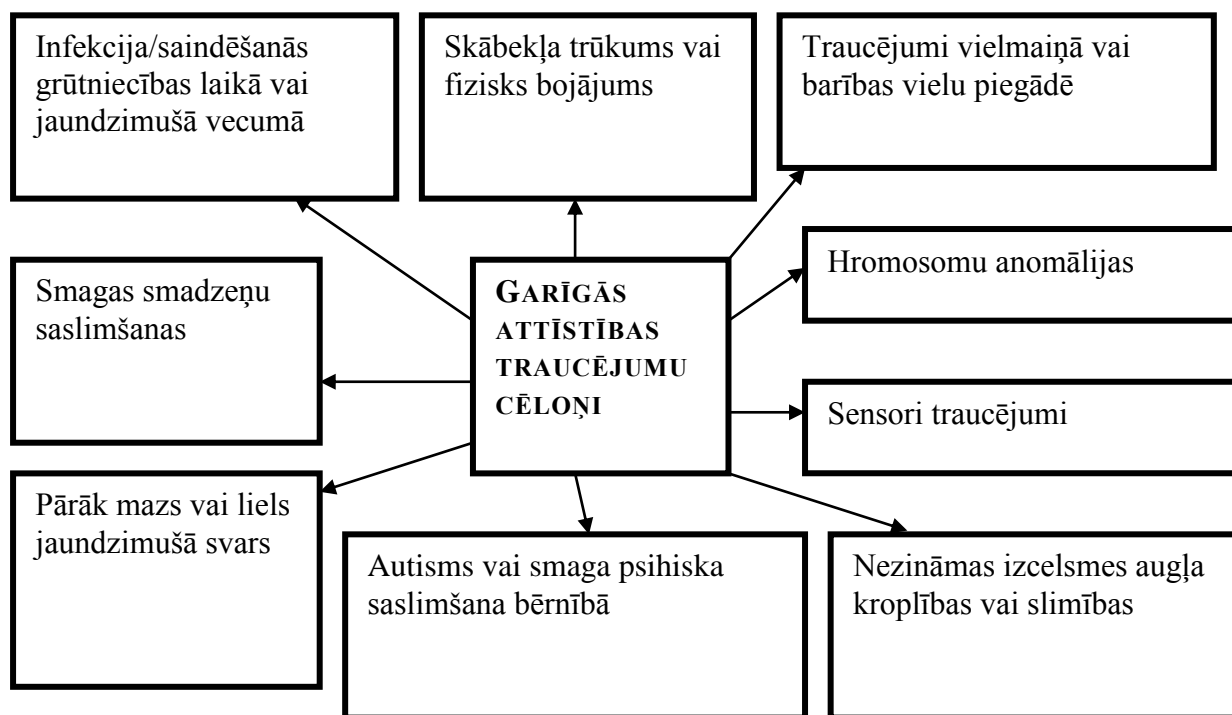 Infekcija/saindēšanās
grūtniecības laikā vai
jaundzimušā vecumā
Skābekļa trūkums vai
fizisks bojājums
Traucējumi vielmaiņā vai
barības vielu piegādē
Smagas smadzeņu
saslimšanas
GARĪGĀS
ATTĪSTĪBAS
TRAUCĒJUMU
CĒLOŅI
Hromosomu anomālijas
Sensori traucējumi
Pārāk mazs vai liels
jaundzimušā svars
Autisms vai smaga psihiska
saslimšana bērnībā
Nezināmas izcelsmes augļa
kroplības vai slimības